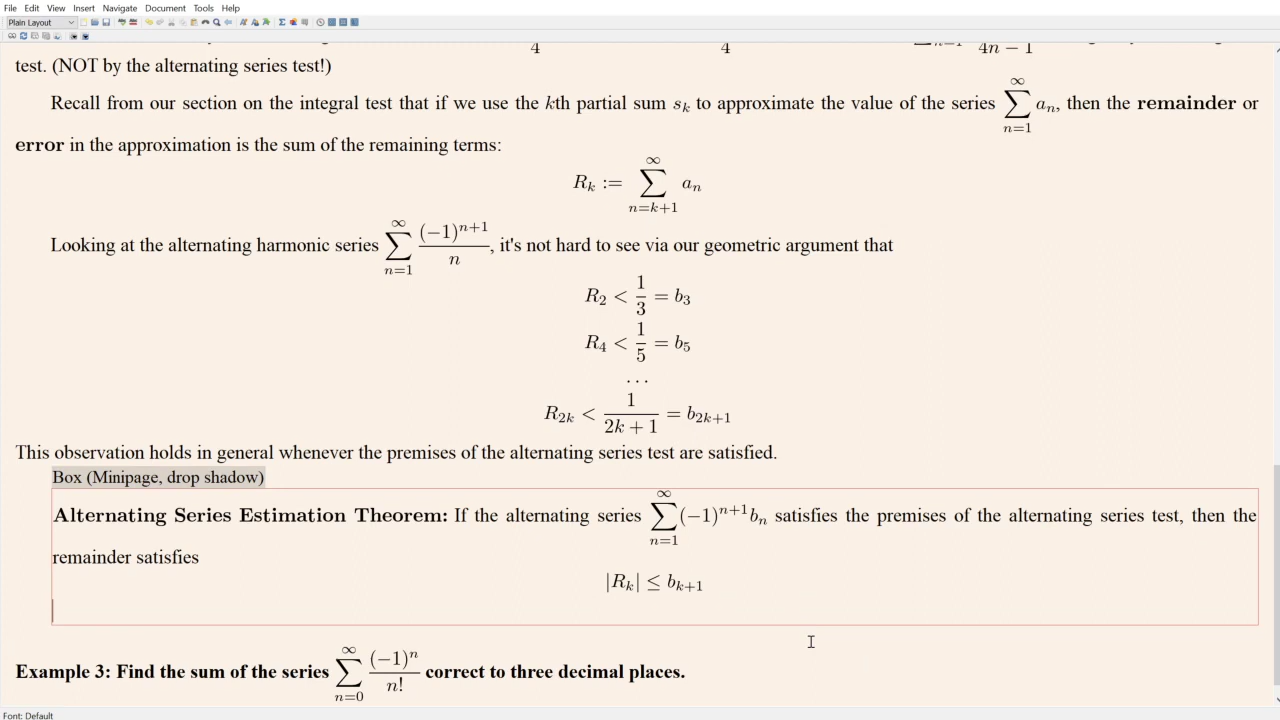 File Edit View Insert Navigate Document Tools Help
Plain Layout
4 4 n=1 4n − 1
test. (NOT by the alternating series test!)
Recall from our section on the integral test that if we use the kth partial sum s_k to approximate the value of the series ∑_{n=1}^{∞} a_n, then the remainder or
error in the approximation is the sum of the remaining terms:
R_k := ∑_{n=k+1}^{∞} a_n
Looking at the alternating harmonic series ∑_{n=1}^{∞} (−1)^{n+1}/n, it's not hard to see via our geometric argument that
R_2 < 1/3 = b_3
R_4 < 1/5 = b_5
⋯
R_{2k} < 1/(2k + 1) = b_{2k+1}
This observation holds in general whenever the premises of the alternating series test are satisfied.
Box (Minipage, drop shadow)
Alternating Series Estimation Theorem: If the alternating series ∑_{n=1}^{∞} (−1)^{n+1} b_n satisfies the premises of the alternating series test, then the
remainder satisfies
|R_k| ≤ b_{k+1}
Example 3: Find the sum of the series ∑_{n=0}^{∞} (−1)^n/n! correct to three decimal places.
Font: Default